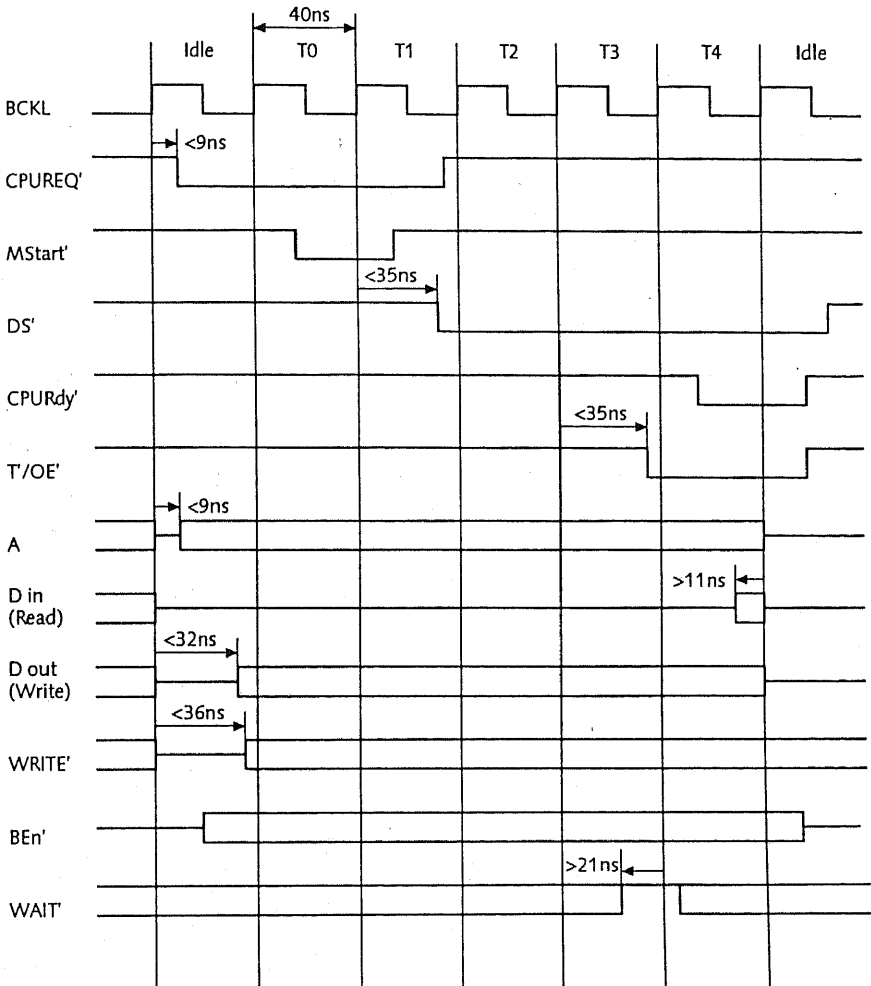 40ns
Idle T0 T1 T2 T3 T4 Idle
BCKL
<9ns
CPUREQ'
MStart'
<35ns
DS'
CPURdy'
<35ns
T'/OE'
<9ns
A
>11ns
D in
(Read)
<32ns
D out
(Write)
<36ns
WRITE'
BEn'
>21ns
WAIT'